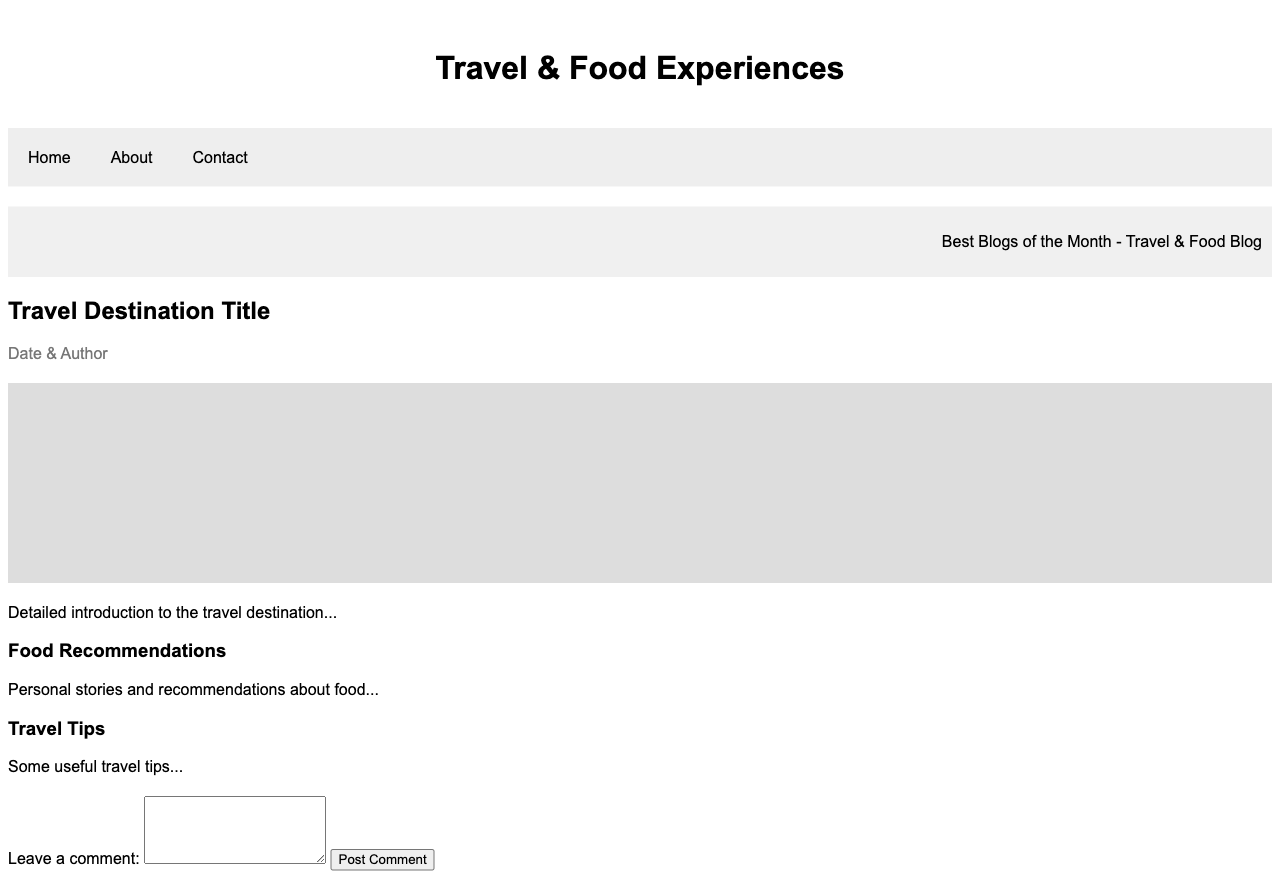 Travel & Food Experiences
Home About Contact
Best Blogs of the Month - Travel & Food Blog
Travel Destination Title
Date & Author
Detailed introduction to the travel destination...
Food Recommendations
Personal stories and recommendations about food...
Travel Tips
Some useful travel tips...
Leave a comment: Post Comment